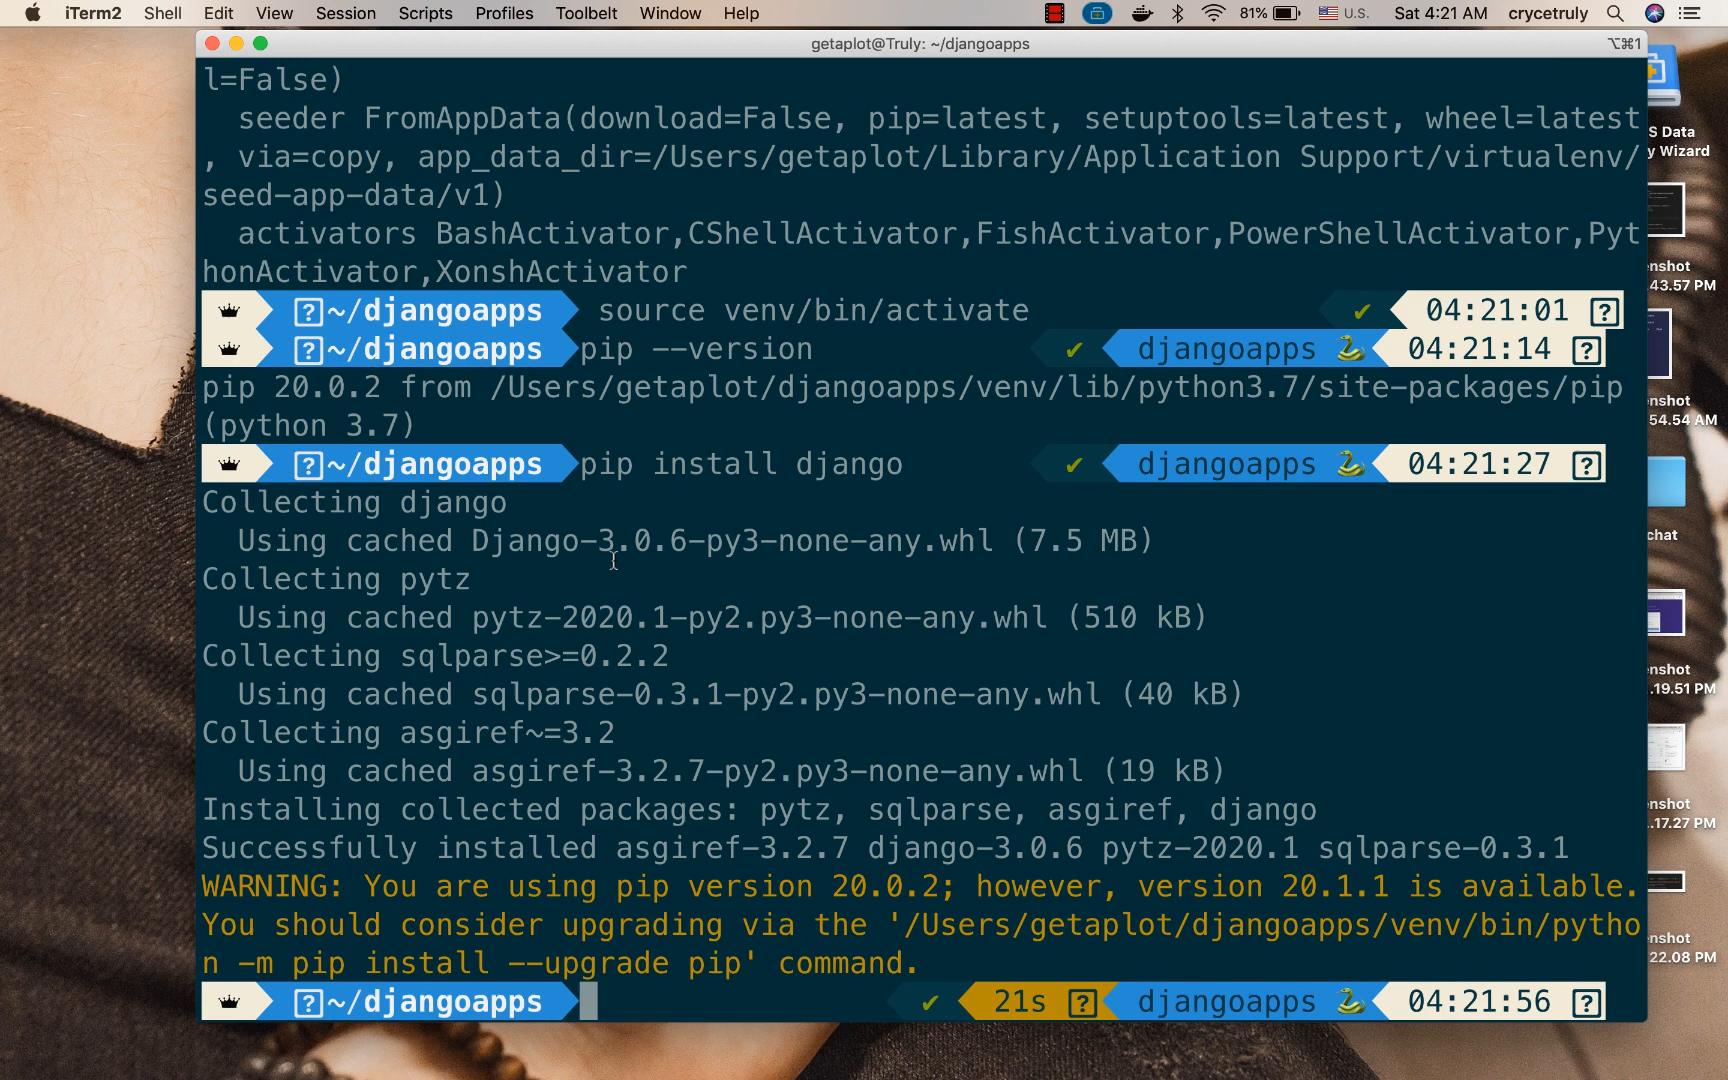 iTerm2 Shell Edit View Session Scripts Profiles Toolbelt Window Help 81% U.S. Sat 4:21 AM crycetruly
getaplot@Truly: ~/djangoapps ⌥⌘1
l=False)
seeder FromAppData(download=False, pip=latest, setuptools=latest, wheel=latest
, via=copy, app_data_dir=/Users/getaplot/Library/Application Support/virtualenv/
seed-app-data/v1)
activators BashActivator,CShellActivator,FishActivator,PowerShellActivator,Pyt
honActivator,XonshActivator
~/djangoapps source venv/bin/activate ✔ 04:21:01
~/djangoapps pip --version ✔ djangoapps 🐍 04:21:14
pip 20.0.2 from /Users/getaplot/djangoapps/venv/lib/python3.7/site-packages/pip
(python 3.7)
~/djangoapps pip install django ✔ djangoapps 🐍 04:21:27
Collecting django
Using cached Django-3.0.6-py3-none-any.whl (7.5 MB)
Collecting pytz
Using cached pytz-2020.1-py2.py3-none-any.whl (510 kB)
Collecting sqlparse>=0.2.2
Using cached sqlparse-0.3.1-py2.py3-none-any.whl (40 kB)
Collecting asgiref~=3.2
Using cached asgiref-3.2.7-py2.py3-none-any.whl (19 kB)
Installing collected packages: pytz, sqlparse, asgiref, django
Successfully installed asgiref-3.2.7 django-3.0.6 pytz-2020.1 sqlparse-0.3.1
WARNING: You are using pip version 20.0.2; however, version 20.1.1 is available.
You should consider upgrading via the '/Users/getaplot/djangoapps/venv/bin/pytho
n -m pip install --upgrade pip' command.
~/djangoapps ✔ 21s djangoapps 🐍 04:21:56
S Data
y Wizard
enshot
.43.57 PM
enshot
.54.54 AM
chat
enshot
.19.51 PM
enshot
.17.27 PM
enshot
.22.08 PM